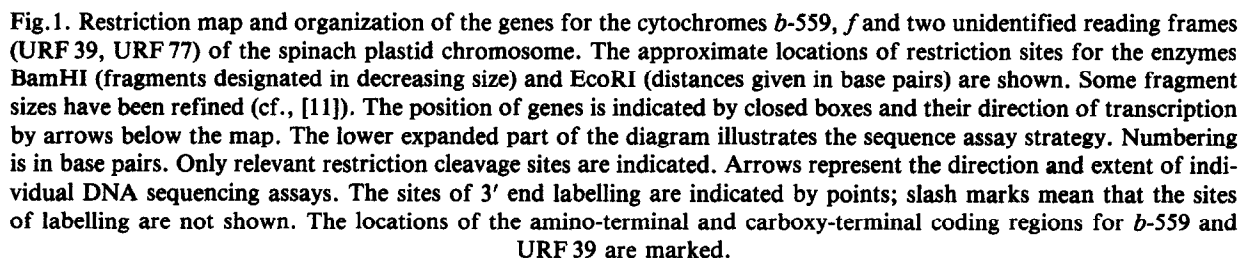 Fig.1. Restriction map and organization of the genes for the cytochromes b-559, f and two unidentified reading frames
(URF 39, URF 77) of the spinach plastid chromosome. The approximate locations of restriction sites for the enzymes
BamHI (fragments designated in decreasing size) and EcoRI (distances given in base pairs) are shown. Some fragment
sizes have been refined (cf., [11]). The position of genes is indicated by closed boxes and their direction of transcription
by arrows below the map. The lower expanded part of the diagram illustrates the sequence assay strategy. Numbering
is in base pairs. Only relevant restriction cleavage sites are indicated. Arrows represent the direction and extent of indi-
vidual DNA sequencing assays. The sites of 3′ end labelling are indicated by points; slash marks mean that the sites
of labelling are not shown. The locations of the amino-terminal and carboxy-terminal coding regions for b-559 and
URF 39 are marked.